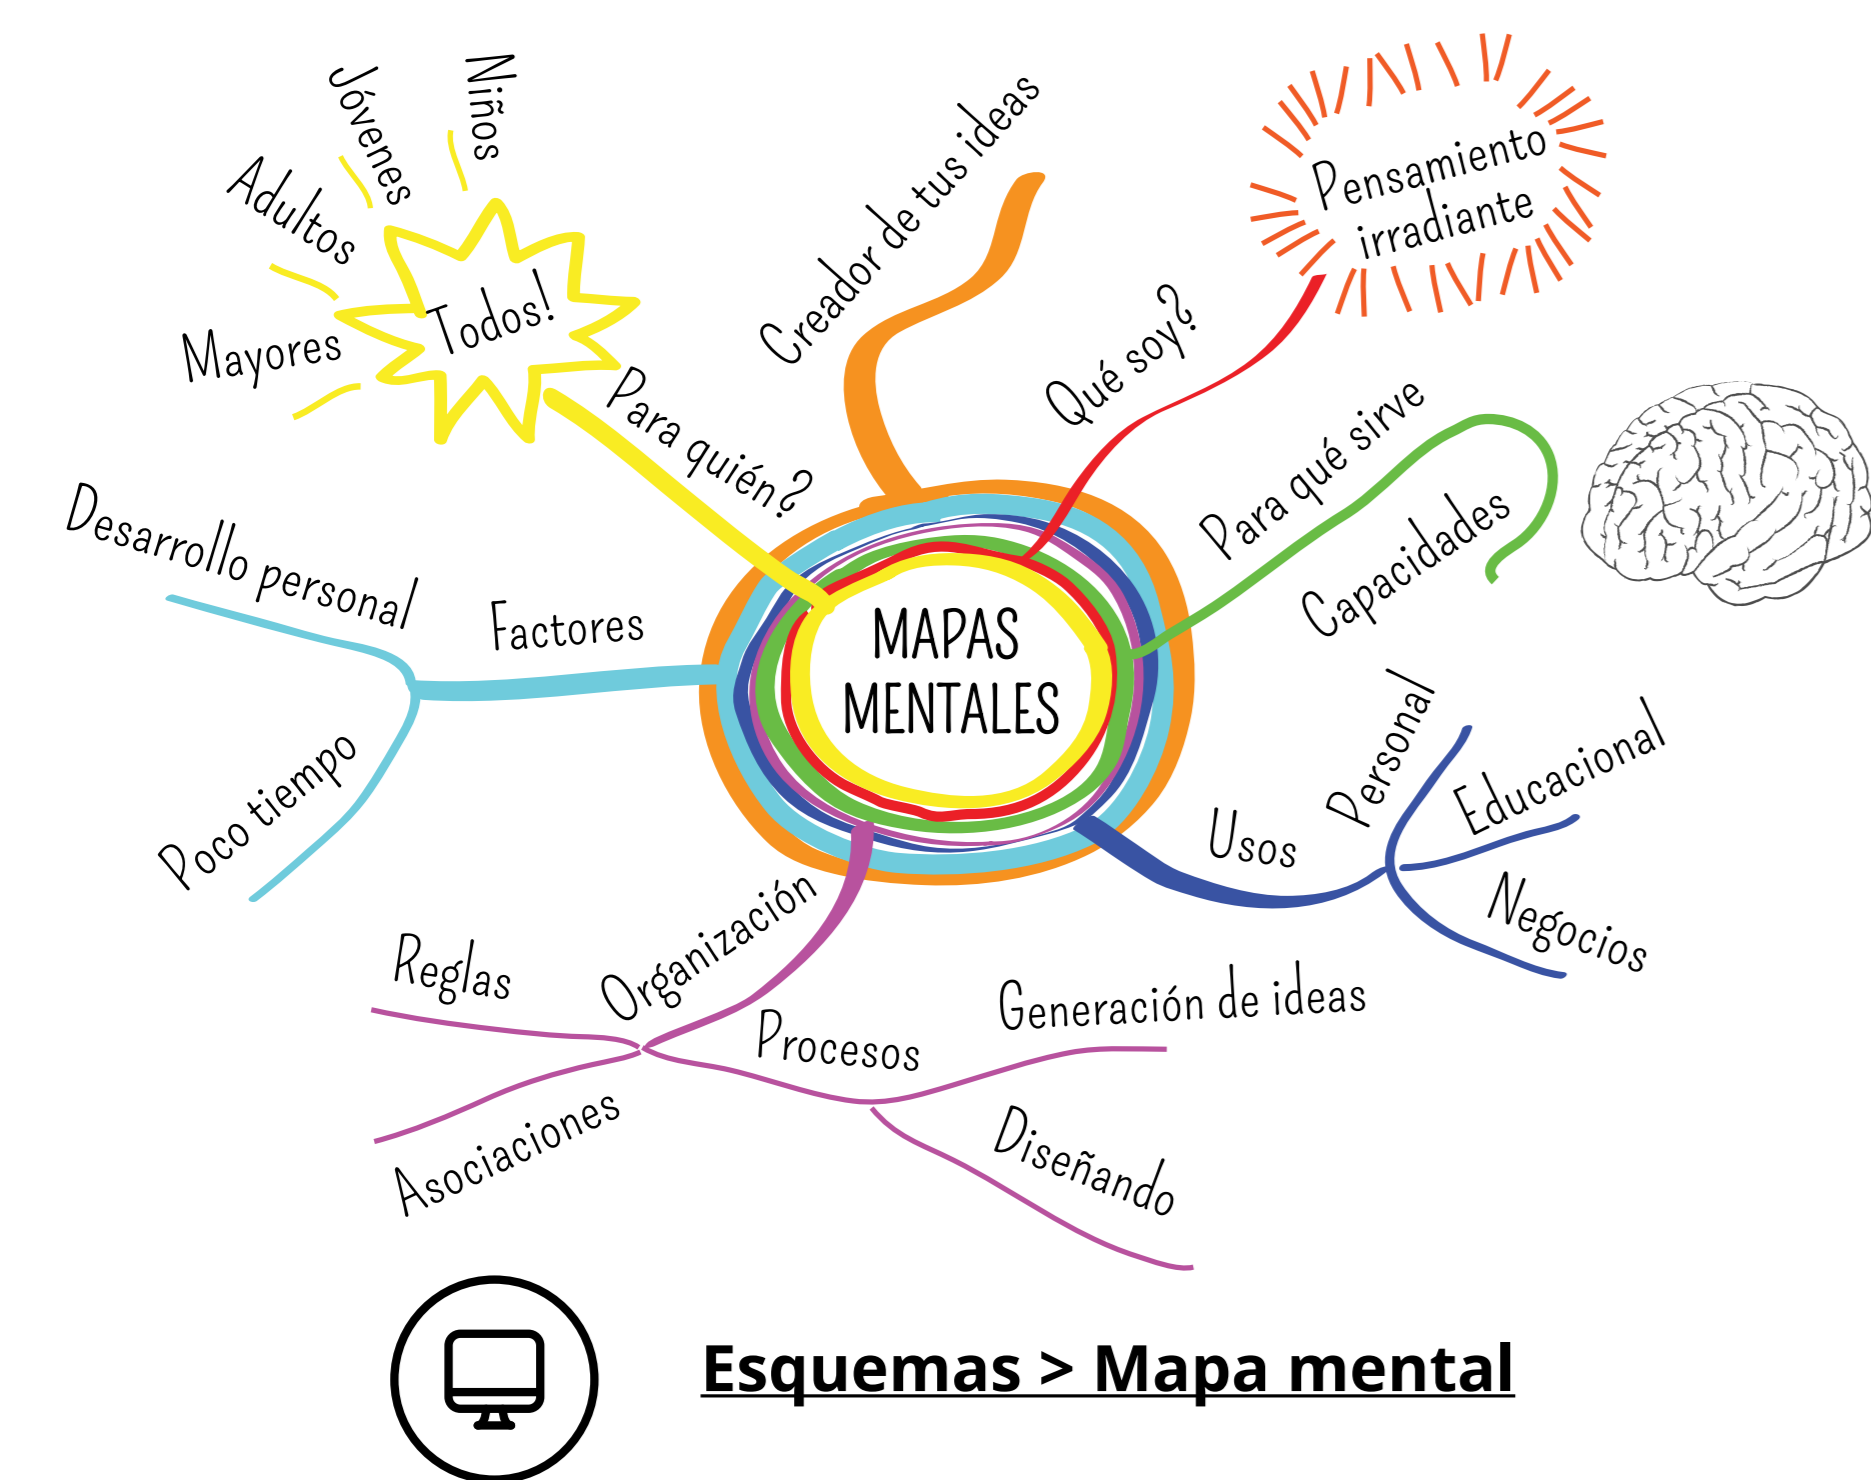 Niños
Jóvenes
Adultos
Mayores
Todos!
Para quién?
Creador de tus ideas
Qué soy?
Pensamiento
irradiante
Para qué sirve
Capacidades
Desarrollo personal
Factores
Poco tiempo
MAPAS
MENTALES
Usos
Personal
Educacional
Negocios
Organización
Reglas
Asociaciones
Procesos
Generación de ideas
Diseñando
Esquemas > Mapa mental